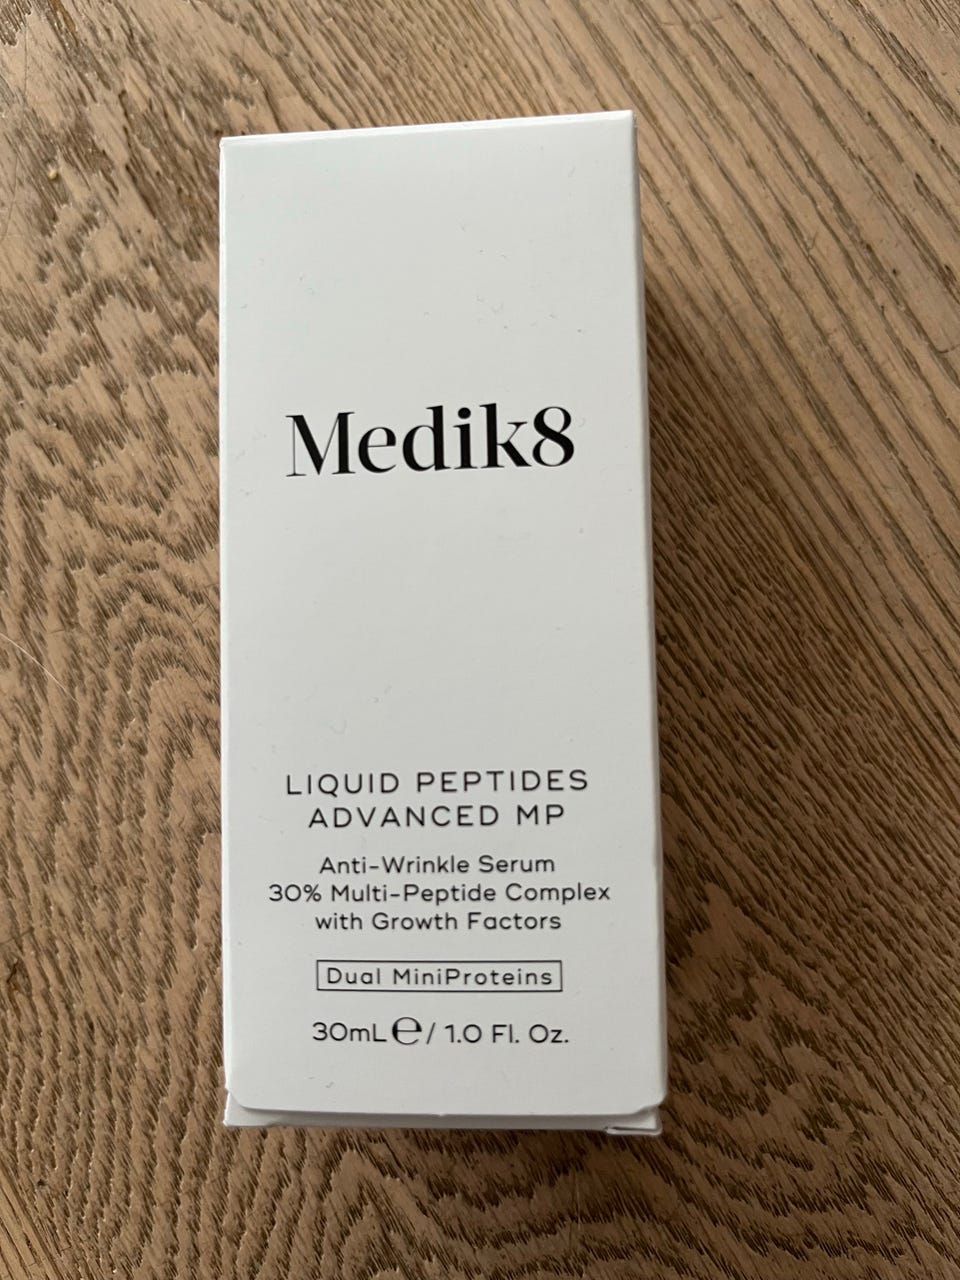 Medik8
LIQUID PEPTIDES
ADVANCED MP
Anti-Wrinkle Serum
30% Multi-Peptide Complex
with Growth Factors
Dual MiniProteins
30mL ℮ / 1.0 Fl. Oz.